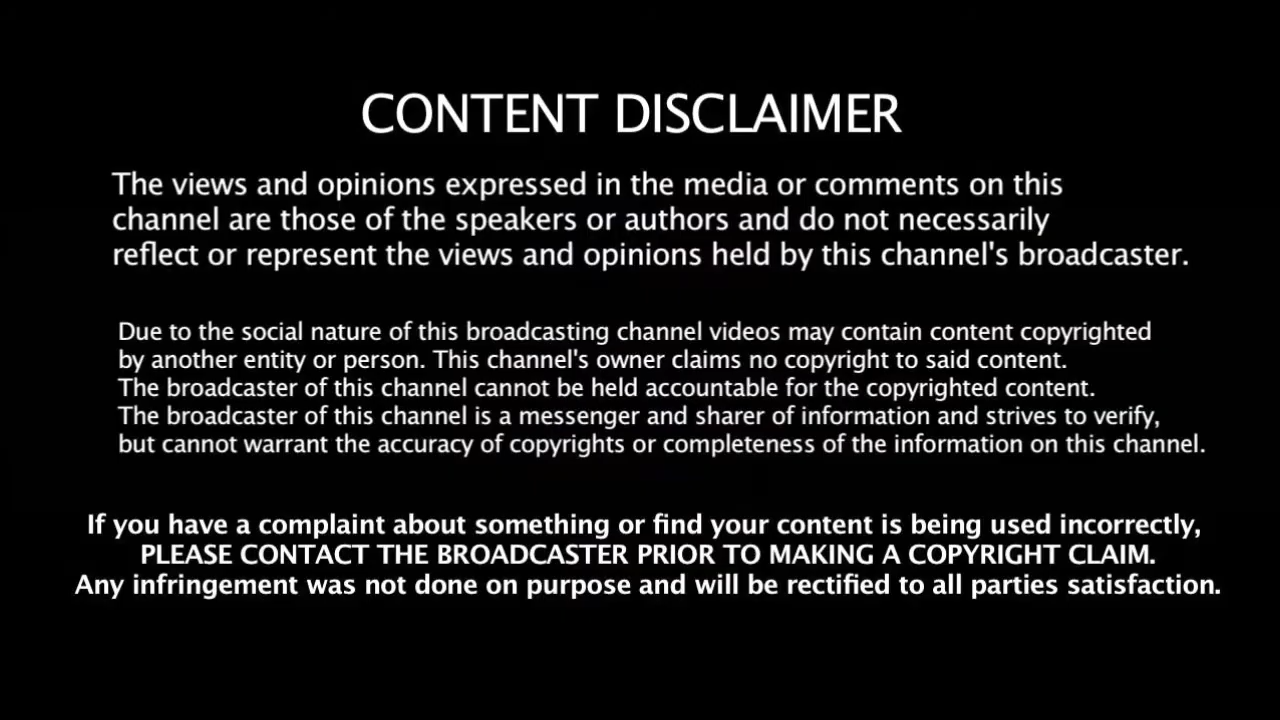 CONTENT DISCLAIMER
The views and opinions expressed in the media or comments on this
channel are those of the speakers or authors and do not necessarily
reflect or represent the views and opinions held by this channel's broadcaster.
Due to the social nature of this broadcasting channel videos may contain content copyrighted
by another entity or person. This channel's owner claims no copyright to said content.
The broadcaster of this channel cannot be held accountable for the copyrighted content.
The broadcaster of this channel is a messenger and sharer of information and strives to verify,
but cannot warrant the accuracy of copyrights or completeness of the information on this channel.
If you have a complaint about something or find your content is being used incorrectly,
PLEASE CONTACT THE BROADCASTER PRIOR TO MAKING A COPYRIGHT CLAIM.
Any infringement was not done on purpose and will be rectified to all parties satisfaction.